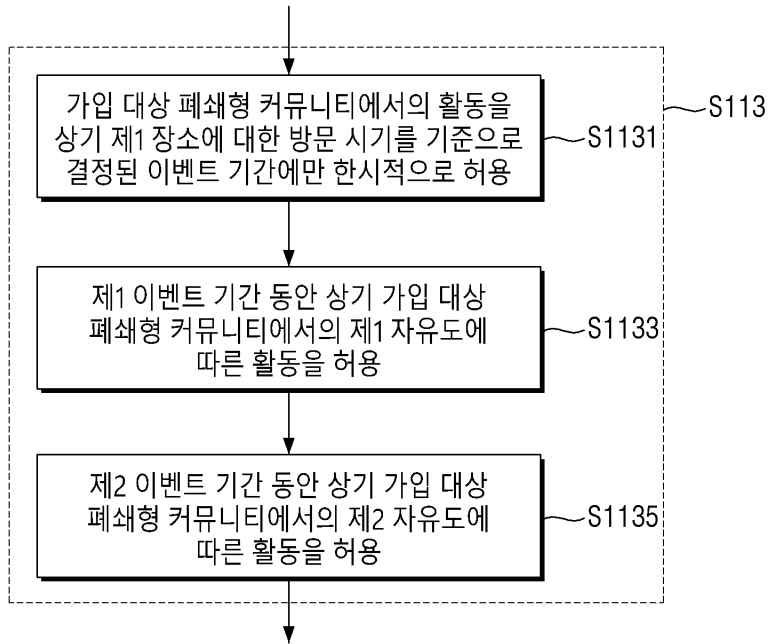 가입 대상 폐쇄형 커뮤니티에서의 활동을
상기 제1 장소에 대한 방문 시기를 기준으로
결정된 이벤트 기간에만 한시적으로 허용
S113
S1131
제1 이벤트 기간 동안 상기 가입 대상
폐쇄형 커뮤니티에서의 제1 자유도에
따른 활동을 허용
S1133
제2 이벤트 기간 동안 상기 가입 대상
폐쇄형 커뮤니티에서의 제2 자유도에
따른 활동을 허용
S1135